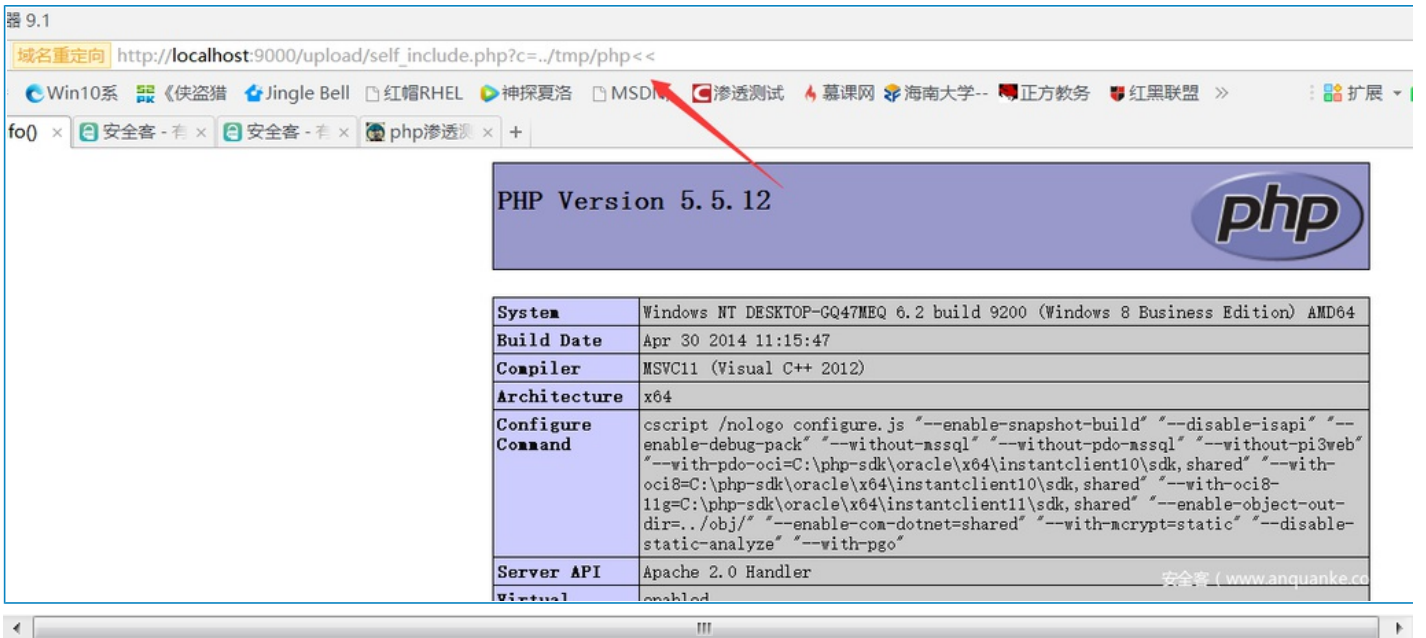 器 9.1
域名重定向 http://localhost:9000/upload/self_include.php?c=../tmp/php<<
Win10系 《侠盗猎 Jingle Bell 红帽RHEL 神探夏洛 MSDN, 渗透测试 慕课网 海南大学-- 正方教务 红黑联盟 » 扩展
fo() × 安全客 - 有 × 安全客 - 有 × php渗透测 × +
PHP Version 5.5.12
php
System Windows NT DESKTOP-GQ47MEQ 6.2 build 9200 (Windows 8 Business Edition) AMD64
Build Date Apr 30 2014 11:15:47
Compiler MSVC11 (Visual C++ 2012)
Architecture x64
Configure cscript /nologo configure.js "--enable-snapshot-build" "--disable-isapi" "--
Command enable-debug-pack" "--without-mssql" "--without-pdo-mssql" "--without-pi3web"
"--with-pdo-oci=C:\php-sdk\oracle\x64\instantclient10\sdk,shared" "--with-
oci8=C:\php-sdk\oracle\x64\instantclient10\sdk,shared" "--with-oci8-
11g=C:\php-sdk\oracle\x64\instantclient11\sdk,shared" "--enable-object-out-
dir=../obj/" "--enable-com-dotnet=shared" "--with-mcrypt=static" "--disable-
static-analyze" "--with-pgo"
Server API Apache 2.0 Handler
安全客 ( www.anquanke.co
Virtual enabled